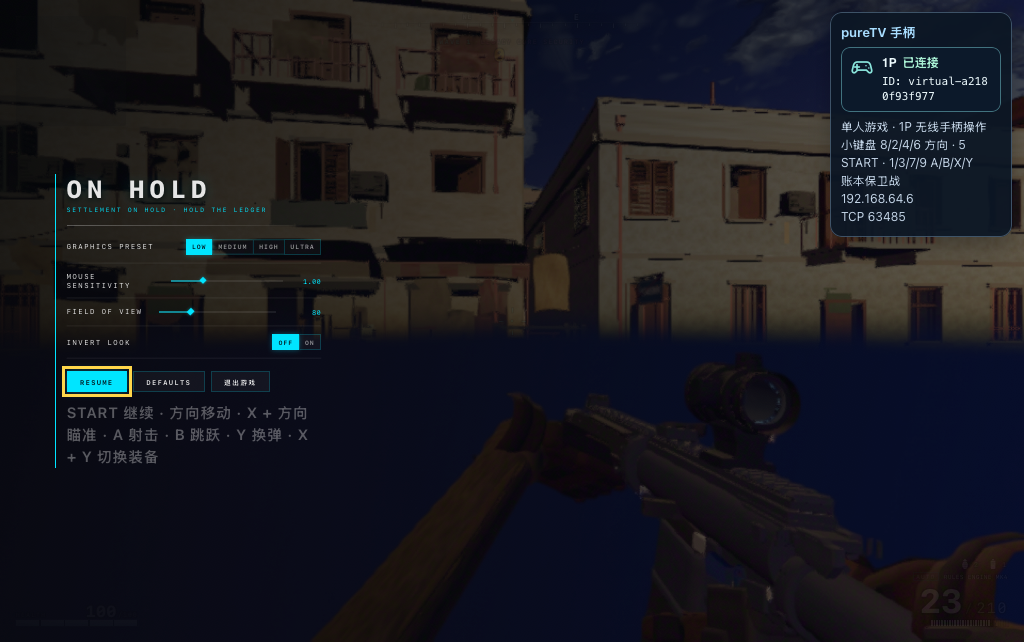 ON HOLD
SETTLEMENT ON HOLD · HOLD THE LEDGER
GRAPHICS PRESET
LOW MEDIUM HIGH ULTRA
MOUSE
SENSITIVITY
1.00
FIELD OF VIEW
80
INVERT LOOK
OFF ON
RESUME DEFAULTS 退出游戏
START 继续 · 方向移动 · X + 方向
瞄准 · A 射击 · B 跳跃 · Y 换弹 · X
+ Y 切换装备
pureTV 手柄
1P 已连接
ID: virtual-a218
0f93f977
单人游戏 · 1P 无线手柄操作
小键盘 8/2/4/6 方向 · 5
START · 1/3/7/9 A/B/X/Y
账本保卫战
192.168.64.6
TCP 63485
100
23 210